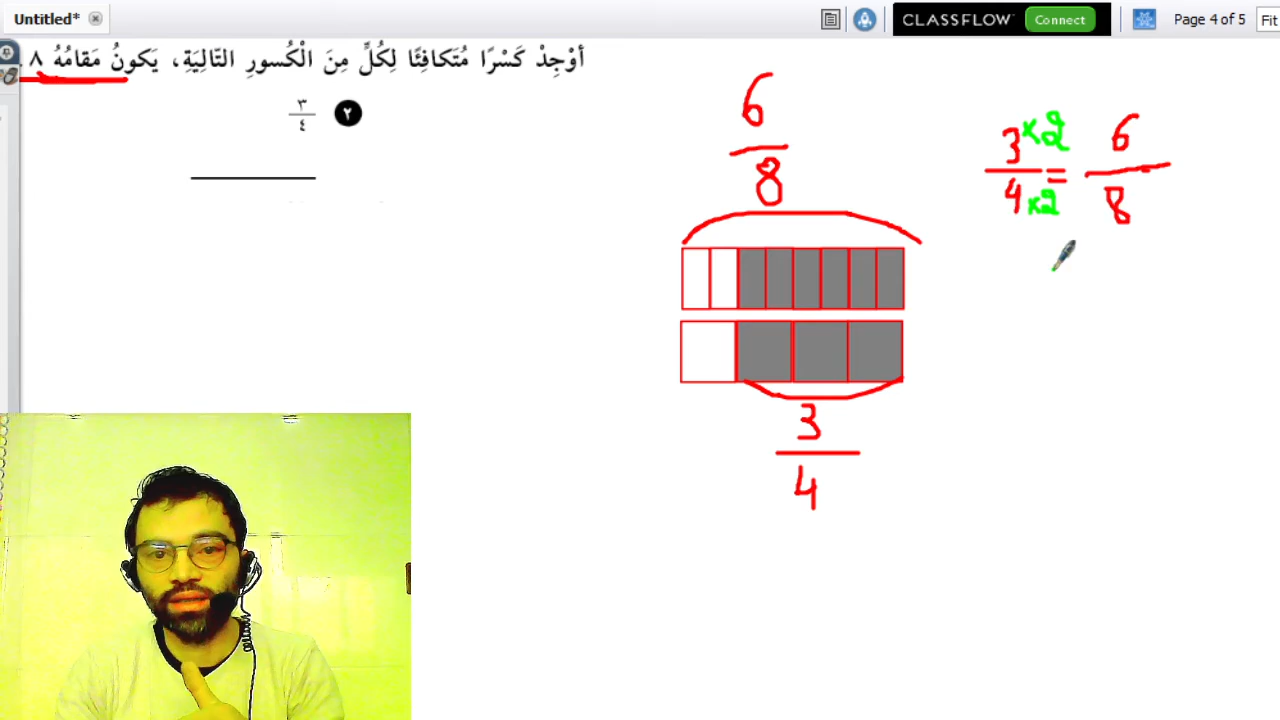 Untitled*
CLASSFLOW Connect
Page 4 of 5
Fit
أَوْجِدْ كَسْرًا مُتَكافِئًا لِكُلٍّ مِنَ الْكُسورِ التّالِيَةِ، يَكونُ مَقامُهُ ٨
٢ ٣/٤
6/8
3×2/4×2 = 6/8
3/4